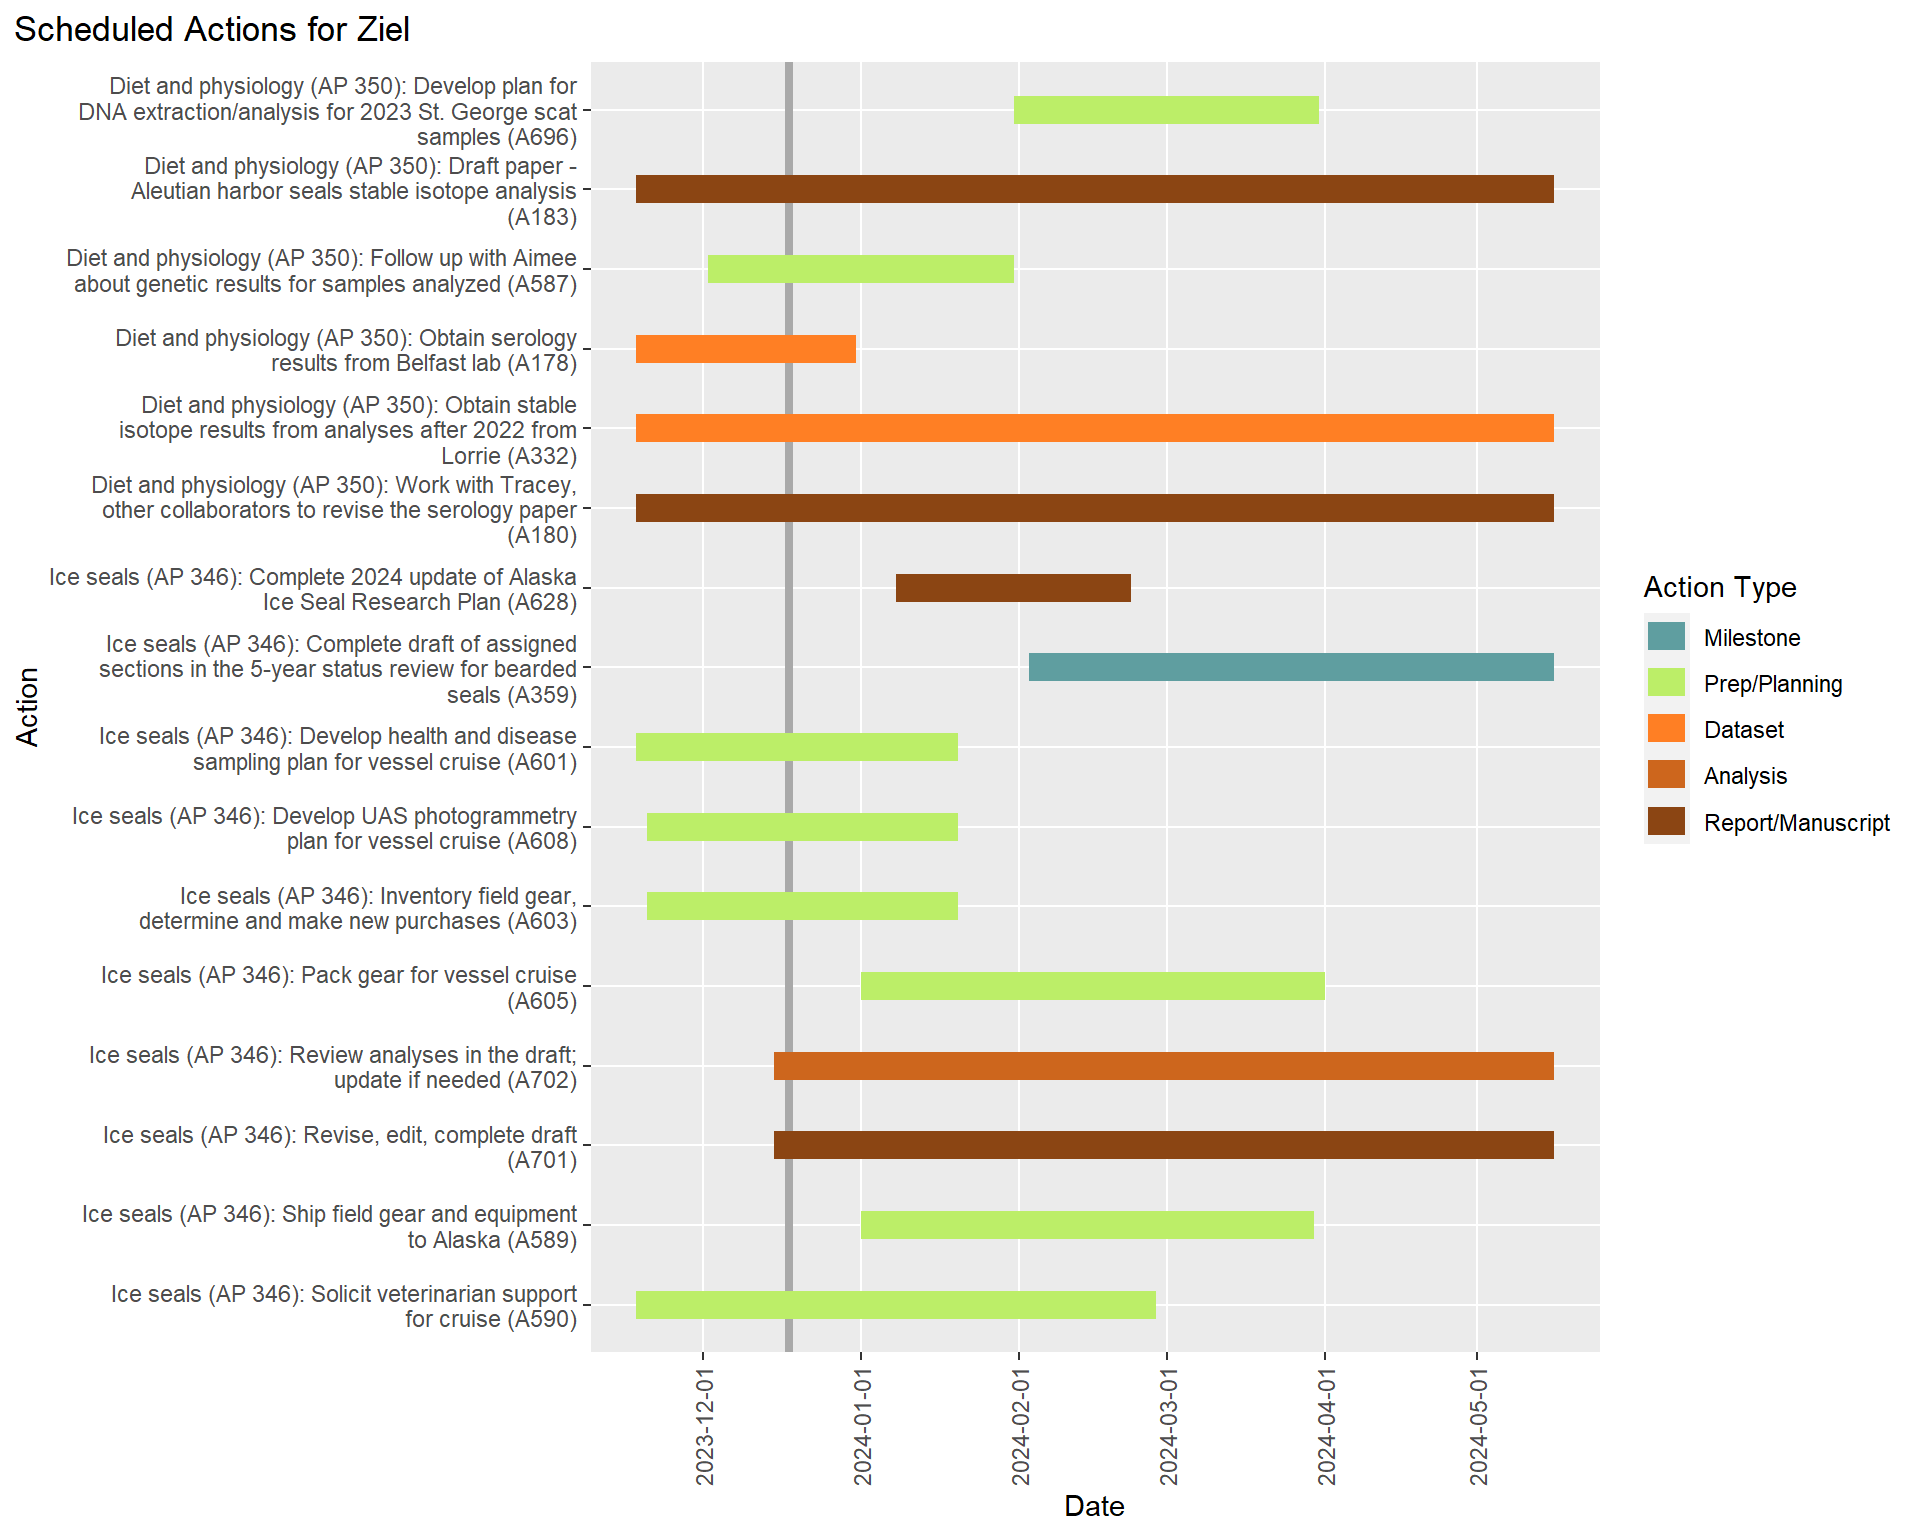 Scheduled Actions for Ziel
Diet and physiology (AP 350): Develop plan for
DNA extraction/analysis for 2023 St. George scat
samples (A696)
Diet and physiology (AP 350): Draft paper -
Aleutian harbor seals stable isotope analysis
(A183)
Diet and physiology (AP 350): Follow up with Aimee
about genetic results for samples analyzed (A587)
Diet and physiology (AP 350): Obtain serology
results from Belfast lab (A178)
Diet and physiology (AP 350): Obtain stable
isotope results from analyses after 2022 from
Lorrie (A332)
Diet and physiology (AP 350): Work with Tracey,
other collaborators to revise the serology paper
(A180)
Ice seals (AP 346): Complete 2024 update of Alaska
Ice Seal Research Plan (A628)
Ice seals (AP 346): Complete draft of assigned
sections in the 5-year status review for bearded
seals (A359)
Ice seals (AP 346): Develop health and disease
sampling plan for vessel cruise (A601)
Ice seals (AP 346): Develop UAS photogrammetry
plan for vessel cruise (A608)
Ice seals (AP 346): Inventory field gear,
determine and make new purchases (A603)
Ice seals (AP 346): Pack gear for vessel cruise
(A605)
Ice seals (AP 346): Review analyses in the draft;
update if needed (A702)
Ice seals (AP 346): Revise, edit, complete draft
(A701)
Ice seals (AP 346): Ship field gear and equipment
to Alaska (A589)
Ice seals (AP 346): Solicit veterinarian support
for cruise (A590)
Action
2023-12-01
2024-01-01
2024-02-01
2024-03-01
2024-04-01
2024-05-01
Date
Action Type
Milestone
Prep/Planning
Dataset
Analysis
Report/Manuscript